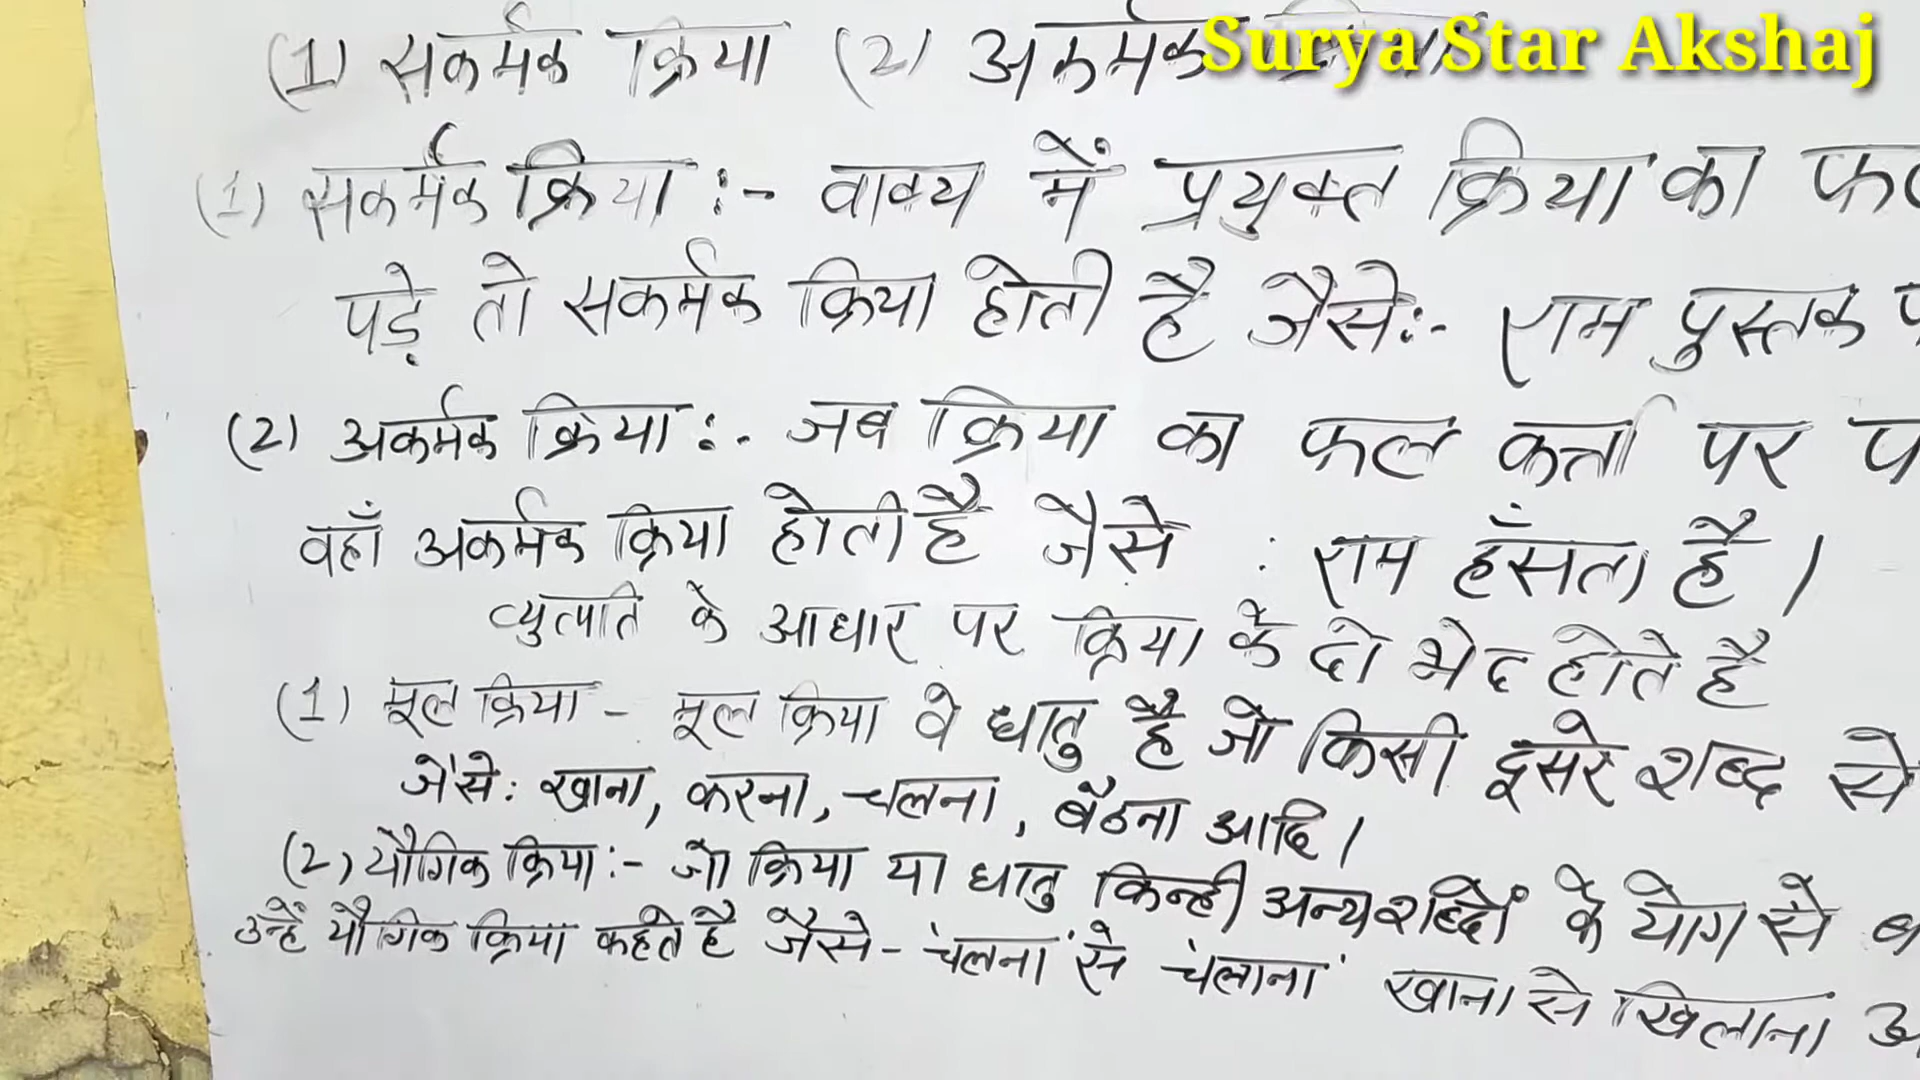 Surya Star Akshaj
(1) सकर्मक क्रिया (2) अकर्मक
(1) सकर्मक क्रिया :- वाक्य में प्रयुक्त क्रिया का
पड़े तो सकर्मक क्रिया होती है जैसे:- राम पुस्तक
(2) अकर्मक क्रिया :- जब क्रिया का फल कर्त्ता पर
वहाँ अकर्मक क्रिया होती है जैसे : राम हँसता है ।
व्युत्पति के आधार पर क्रिया के दो भेद होते है
(1) मूल क्रिया - मूल क्रिया वे धातु है जो किसी दूसरे शब्द से
जैसे: खाना, करना, चलना, बैठना आदि ।
(2) यौगिक क्रिया:- जो क्रिया या धातु किन्ही अन्य शब्दों के योग से
उन्हें यौगिक क्रिया कहते है जैसे - 'चलना' से 'चलाना' खाना से खिलाना